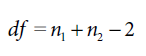 df = n₁ + n₂ − 2